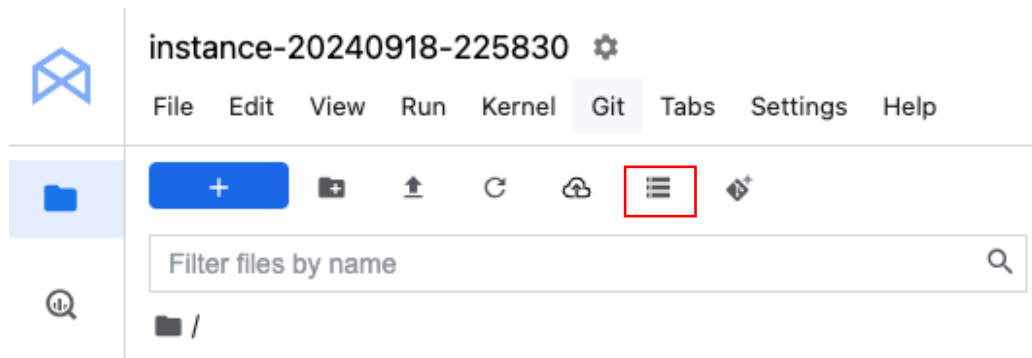 instance-20240918-225830
File Edit View Run Kernel Git Tabs Settings Help
+
Filter files by name
/